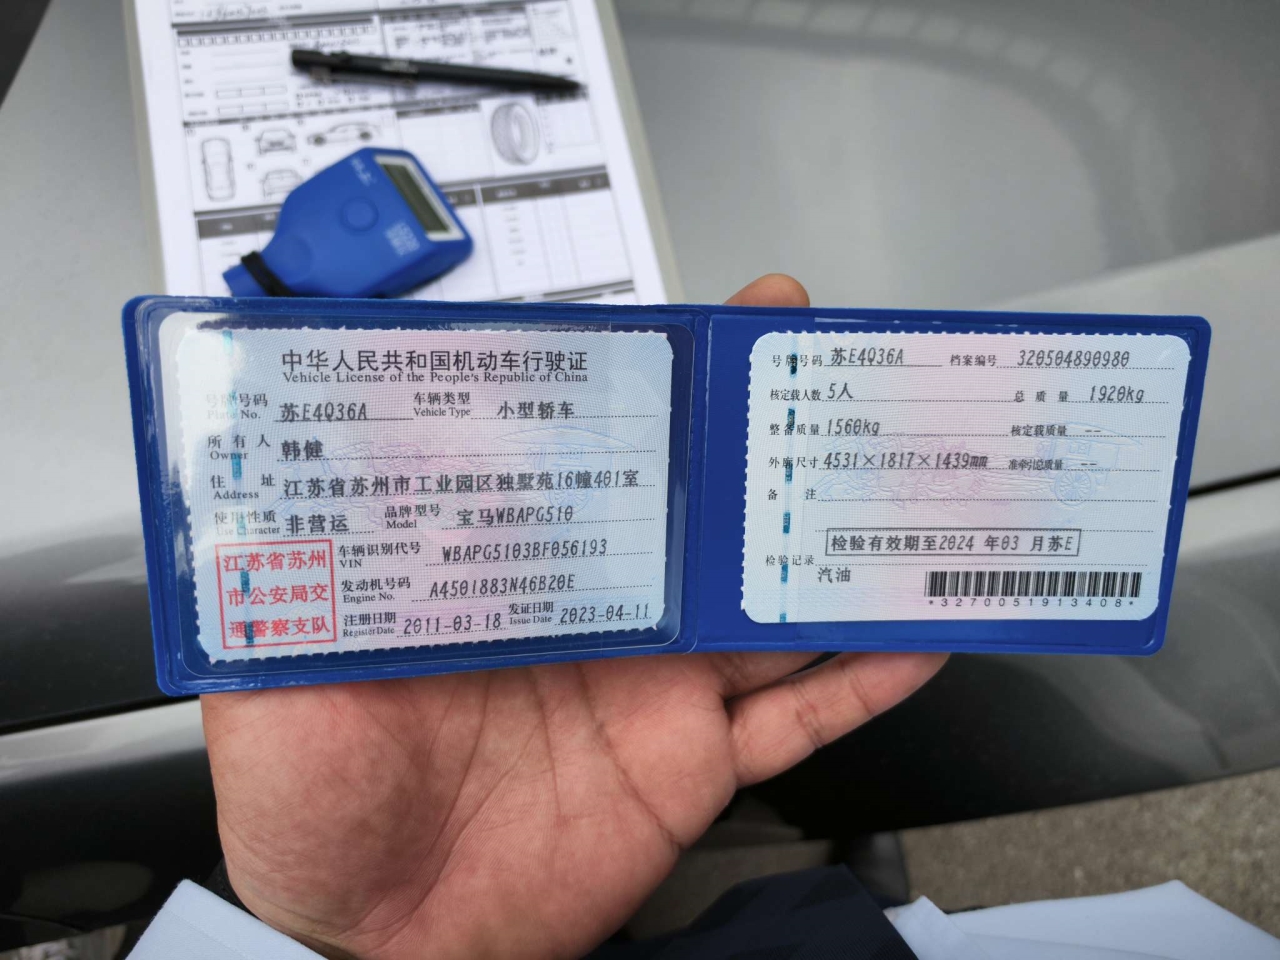 中华人民共和国机动车行驶证
Vehicle License of the People's Republic of China
号牌号码 苏E4Q36A 车辆类型 小型轿车
Plate No. Vehicle Type
所有人 韩健
Owner
住址 江苏省苏州市工业园区独墅苑16幢401室
Address
使用性质 非营运 品牌型号 宝马WBAPG510
Use Character Model
江苏省苏州
市公安局交
通警察支队
车辆识别代号 WBAPG5103BF056193
VIN
发动机号码 A4501883N46B20E
Engine No.
注册日期 2011-03-18 发证日期 2023-04-11
Register Date Issue Date
号牌号码 苏E4Q36A 档案编号 320504890980
核定载人数 5人 总质量 1920kg
整备质量 1560kg 核定载质量 --
外廓尺寸 4531×1817×1439mm 准牵引总质量 --
备注
检验有效期至2024 年03 月苏E
检验记录
汽油
*3270051913408*